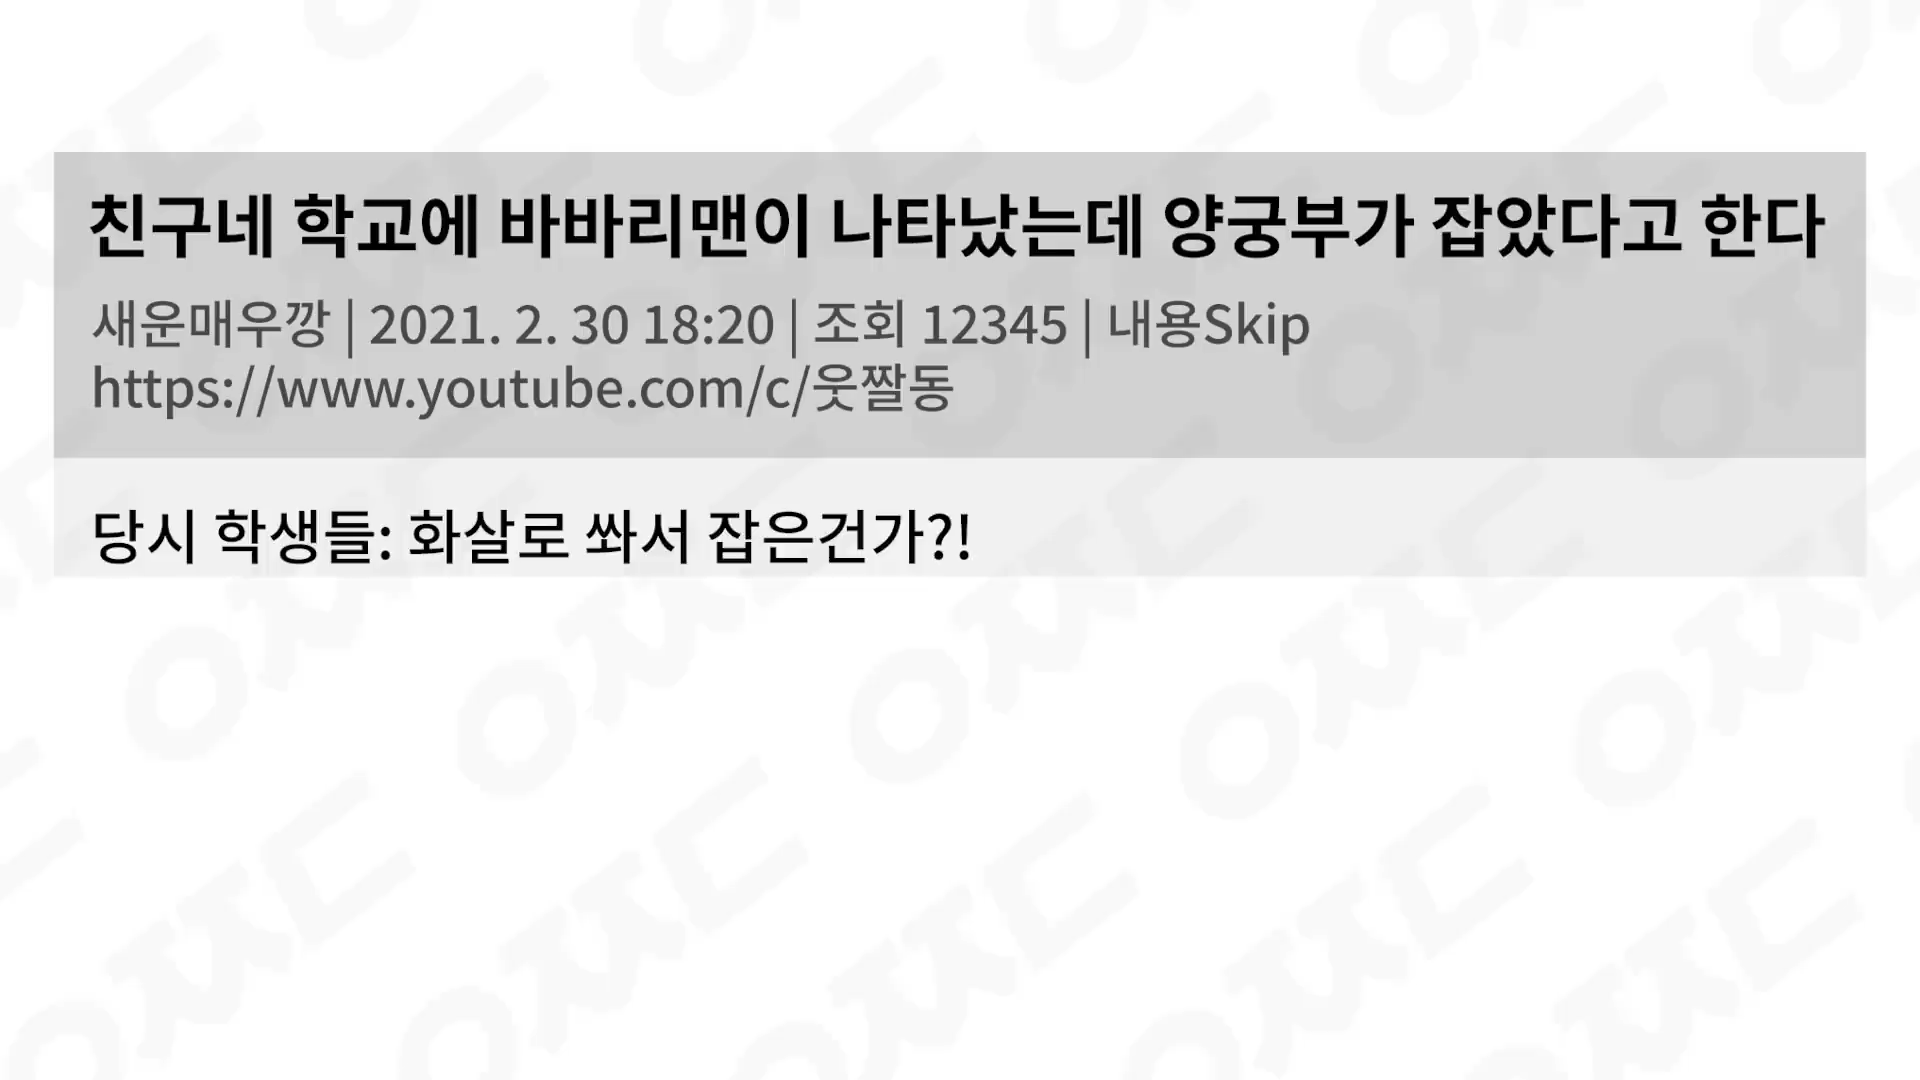 친구네 학교에 바바리맨이 나타났는데 양궁부가 잡았다고 한다
새운매우깡 | 2021. 2. 30 18:20 | 조회 12345 | 내용Skip
https://www.youtube.com/c/웃짤동
당시 학생들: 화살로 쏴서 잡은건가?!